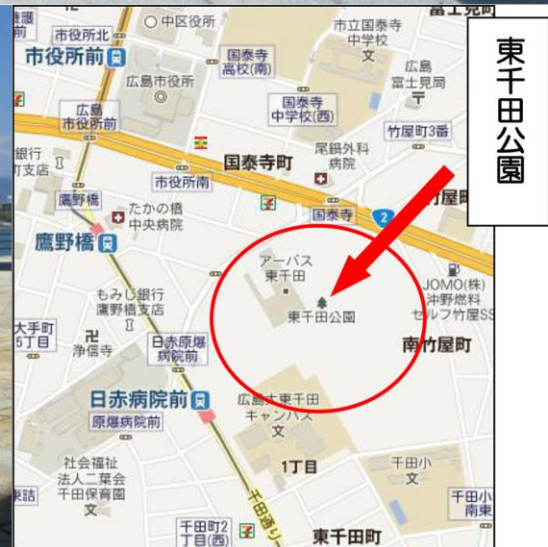 東千田公園
中区役所
市役所北
市役所前
広島市役所
国泰寺
高校(南)
市立国泰寺
中学校
文
広島
富士見局
国泰寺
中学校(西)
広島
市役所前
竹屋町3番
尾鍋外科
病院
銀行
国泰寺町
市役所南
鷹野橋
たかの橋
中央病院
国泰寺
2
鷹野橋
アーバス
東千田
東千田公園
JOMO(株)
沖野燃料
セルフ竹屋SS
もみじ銀行
鷹野橋支店
大手町
5丁目
卍
浄信寺
日赤原爆
病院前
南竹屋町
日赤病院前
原爆病院前
広島大東千田
キャンパス
文
社会福祉
法人二葉会
千田保育園
文
1丁目
千田小
文
千田通り
千田小
南東
千田町2
丁目(西)
東千田町